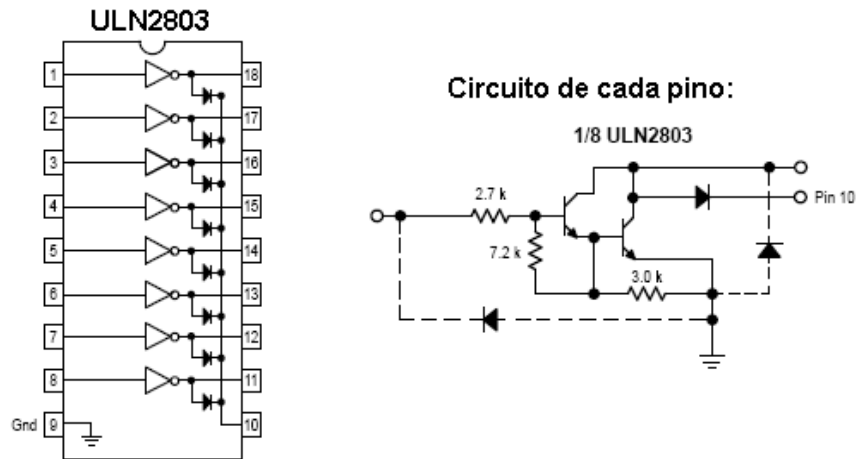 ULN2803
1 18
2 17
3 16
4 15
5 14
6 13
7 12
8 11
Gnd 9 10
Circuito de cada pino:
1/8 ULN2803
2.7 k
Pin 10
7.2 k
3.0 k